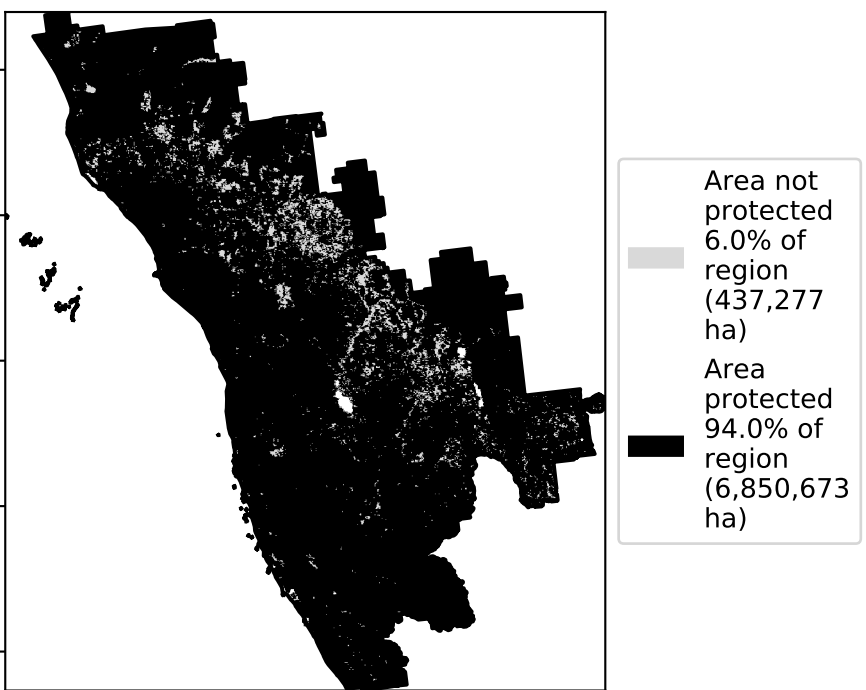 Area not
protected
6.0% of
region
(437,277
ha)
Area
protected
94.0% of
region
(6,850,673
ha)